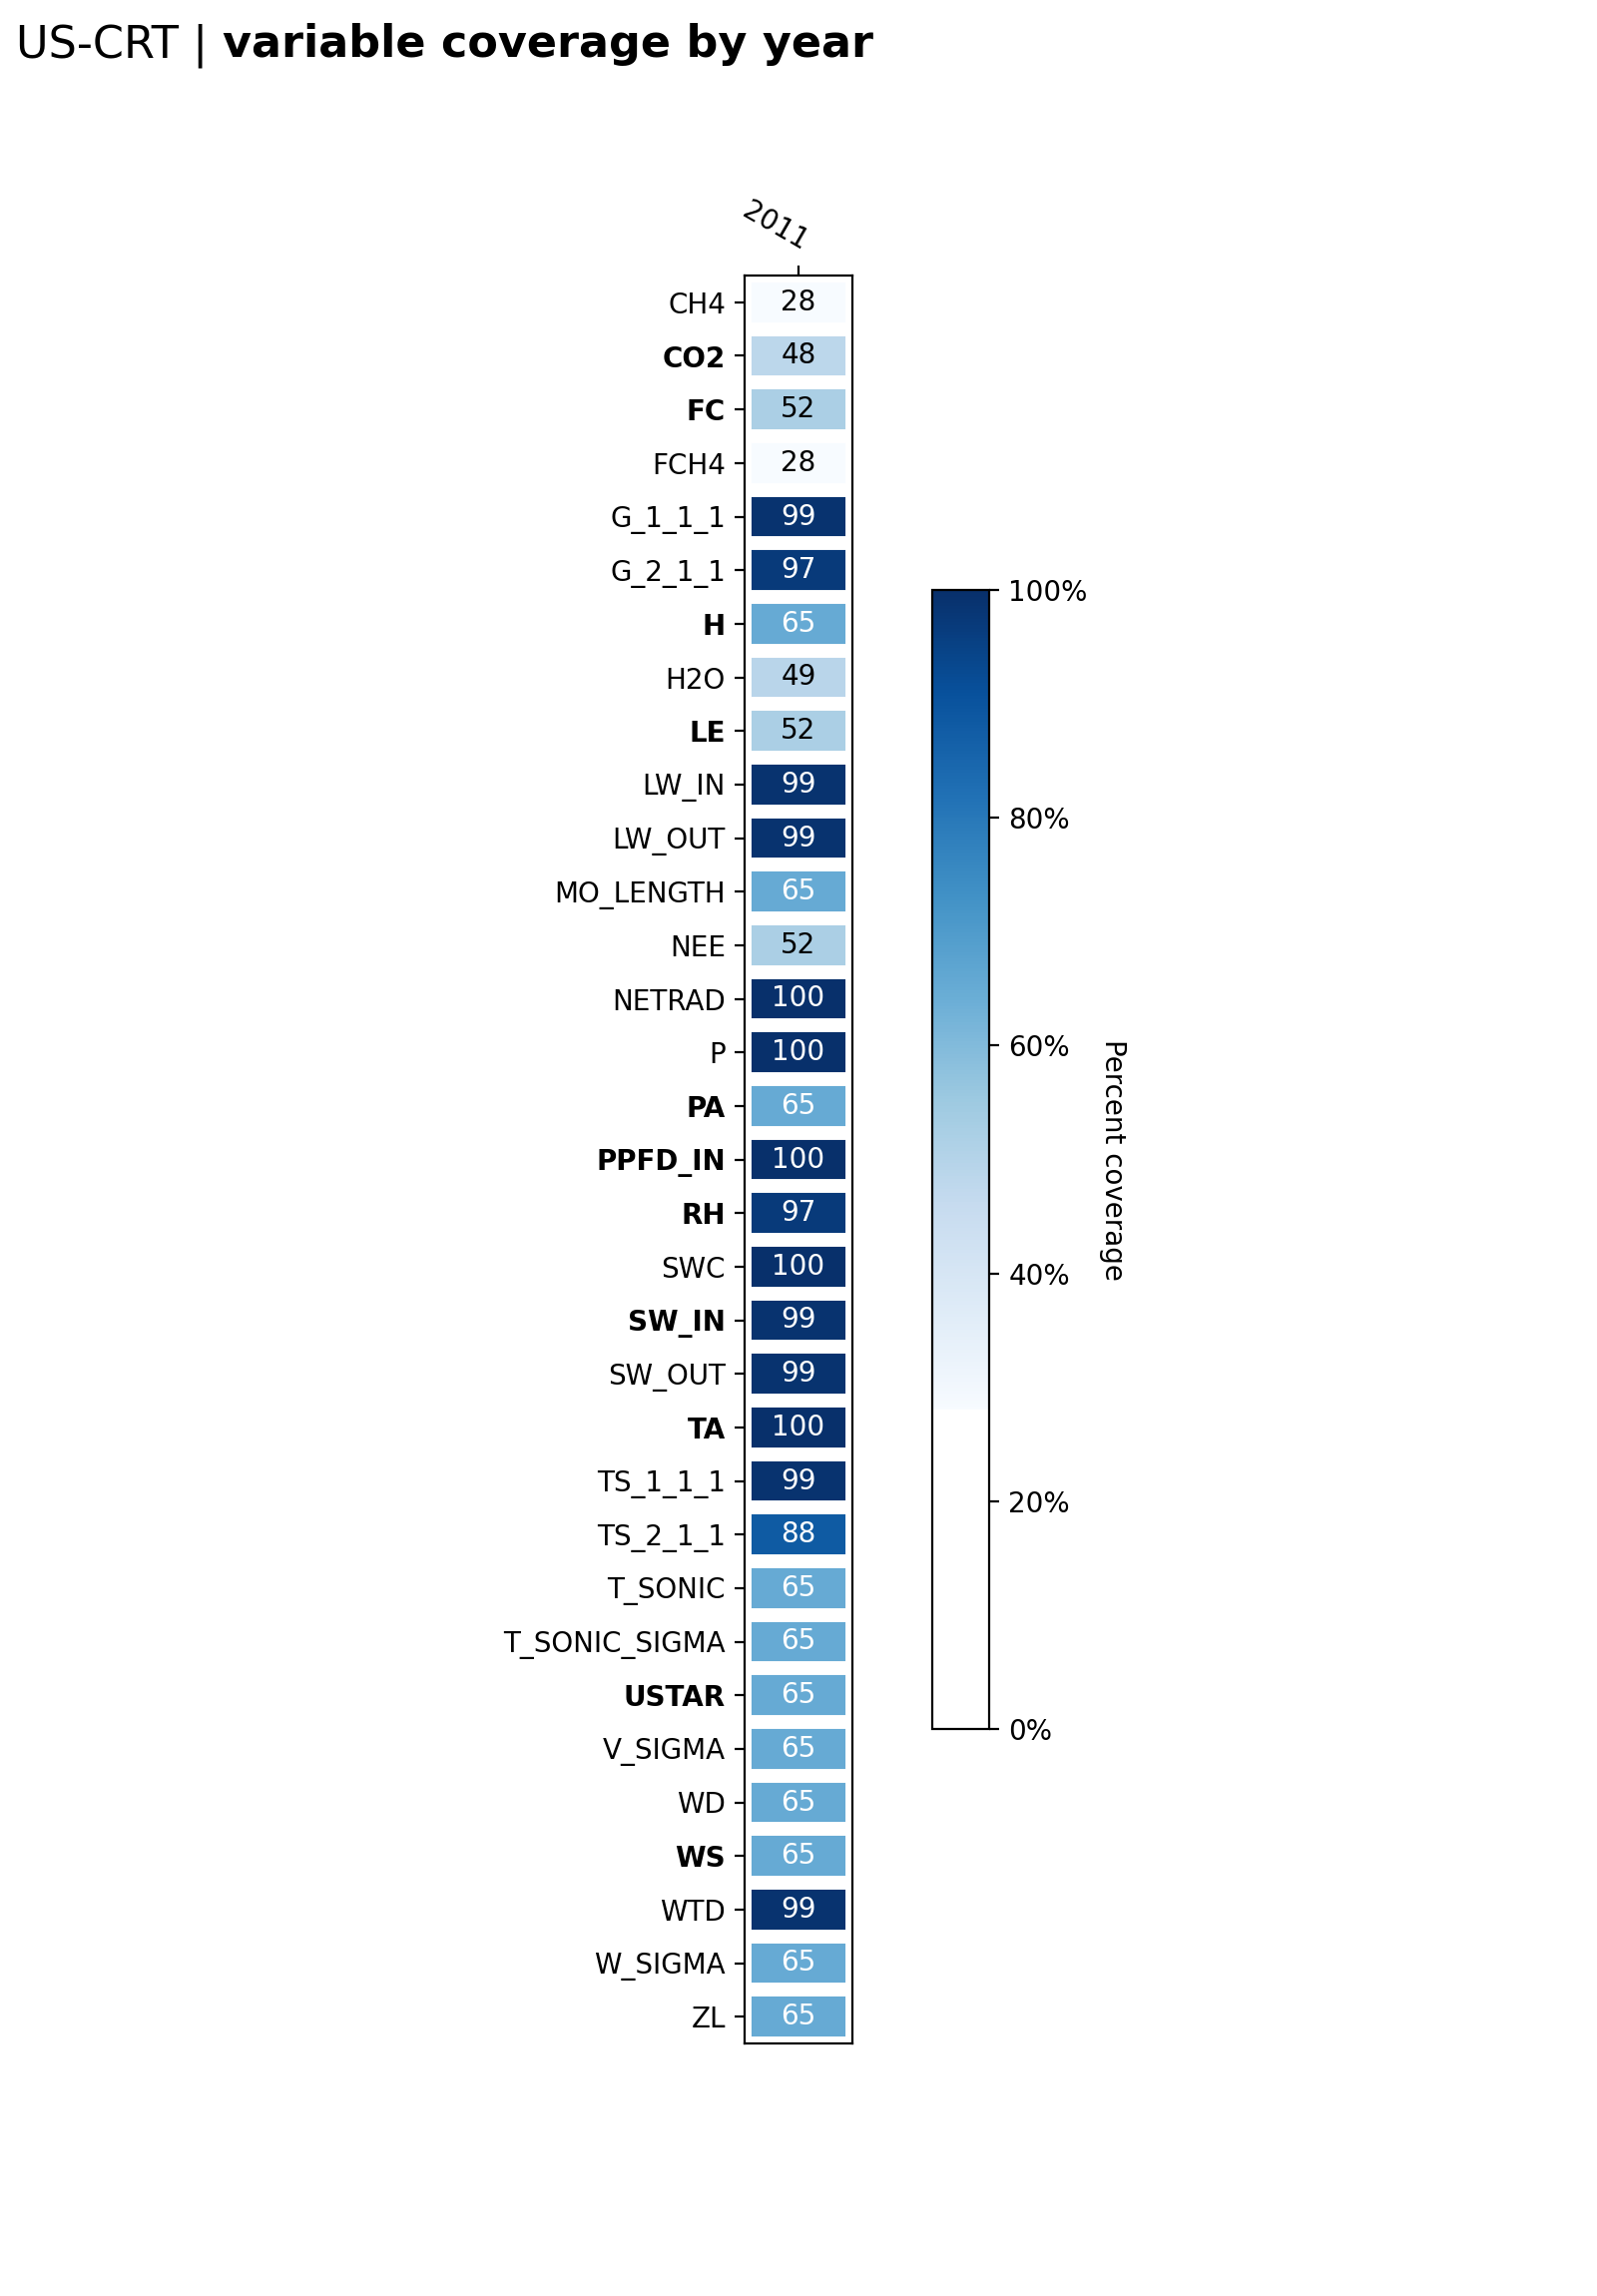 US-CRT | variable coverage by year
2011
CH4 28
CO2 48
FC 52
FCH4 28
G_1_1_1 99
G_2_1_1 97
100%
H 65
H2O 49
LE 52
LW_IN 99
80%
LW_OUT 99
MO_LENGTH 65
NEE 52
NETRAD 100
P 100
60%
PA 65
PPFD_IN 100
Percent coverage
RH 97
SWC 100
40%
SW_IN 99
SW_OUT 99
TA 100
TS_1_1_1 99
20%
TS_2_1_1 88
T_SONIC 65
T_SONIC_SIGMA 65
USTAR 65
0%
V_SIGMA 65
WD 65
WS 65
WTD 99
W_SIGMA 65
ZL 65